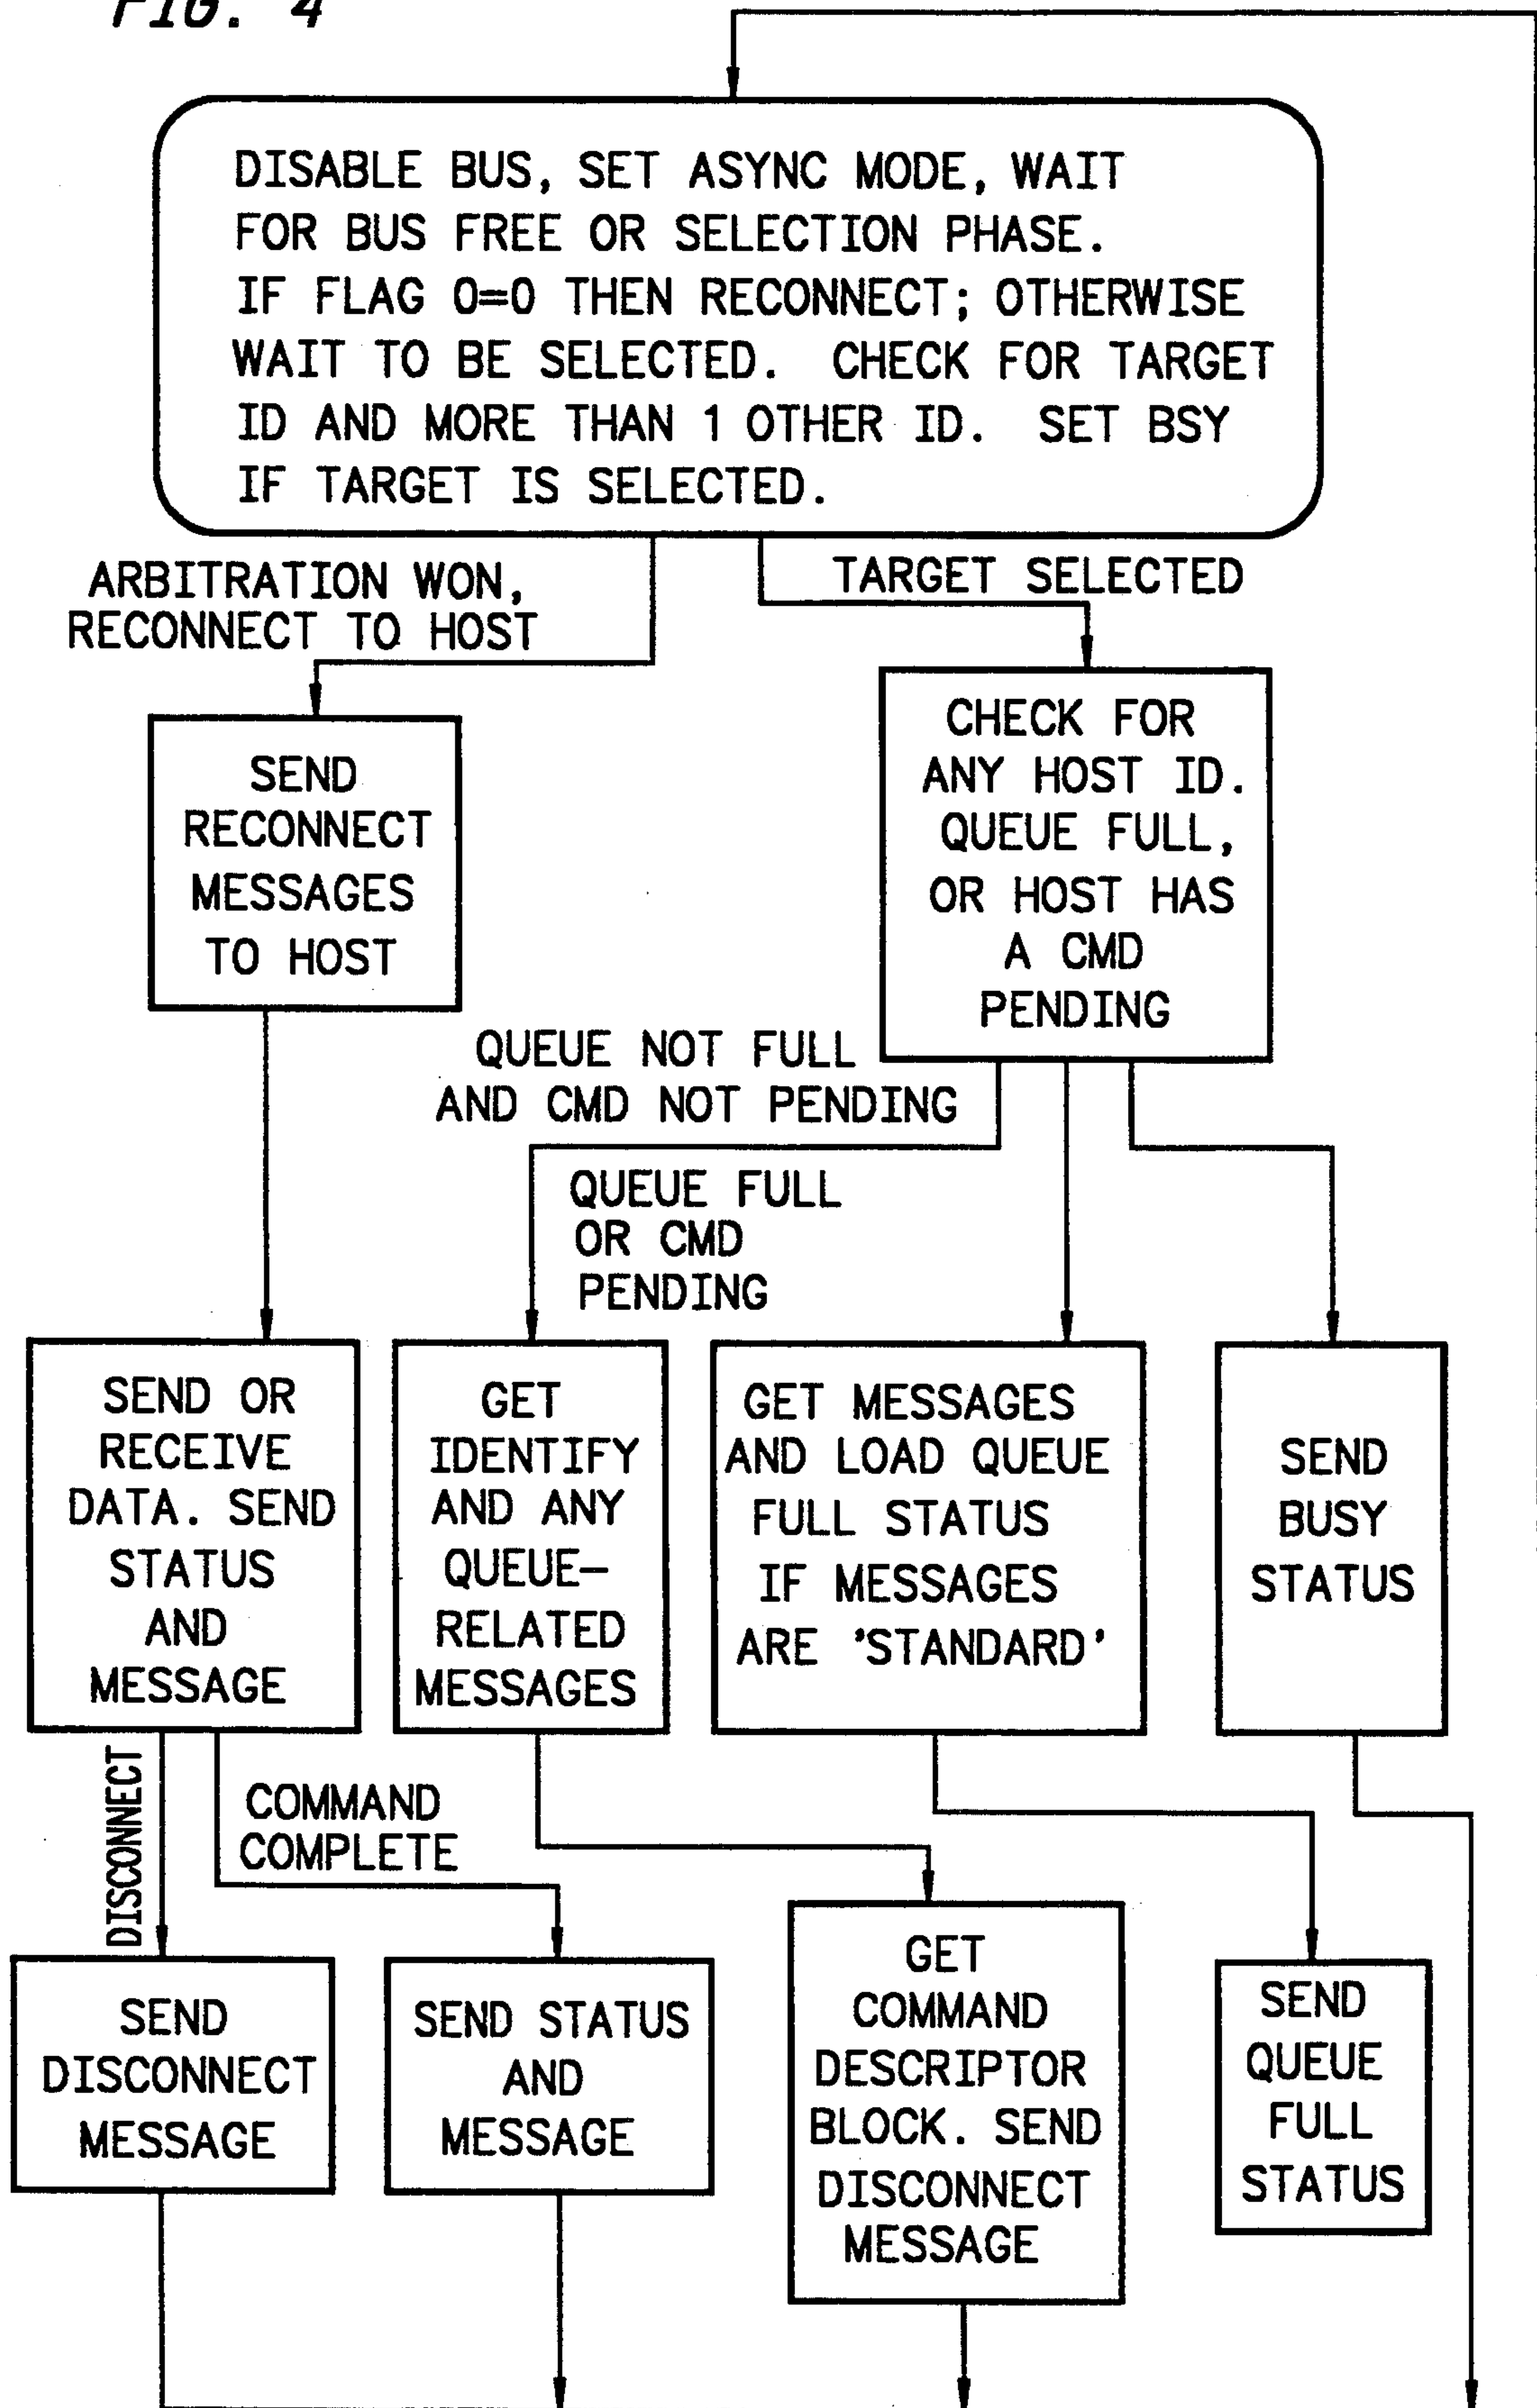 FIG. 4
DISABLE BUS, SET ASYNC MODE, WAIT
FOR BUS FREE OR SELECTION PHASE.
IF FLAG 0=0 THEN RECONNECT; OTHERWISE
WAIT TO BE SELECTED. CHECK FOR TARGET
ID AND MORE THAN 1 OTHER ID. SET BSY
IF TARGET IS SELECTED.
ARBITRATION WON,
RECONNECT TO HOST
TARGET SELECTED
SEND
RECONNECT
MESSAGES
TO HOST
CHECK FOR
ANY HOST ID.
QUEUE FULL,
OR HOST HAS
A CMD
PENDING
QUEUE NOT FULL
AND CMD NOT PENDING
QUEUE FULL
OR CMD
PENDING
SEND OR
RECEIVE
DATA. SEND
STATUS
AND
MESSAGE
GET
IDENTIFY
AND ANY
QUEUE-
RELATED
MESSAGES
GET MESSAGES
AND LOAD QUEUE
FULL STATUS
IF MESSAGES
ARE 'STANDARD'
SEND
BUSY
STATUS
DISCONNECT
COMMAND
COMPLETE
SEND
DISCONNECT
MESSAGE
SEND STATUS
AND
MESSAGE
GET
COMMAND
DESCRIPTOR
BLOCK. SEND
DISCONNECT
MESSAGE
SEND
QUEUE
FULL
STATUS